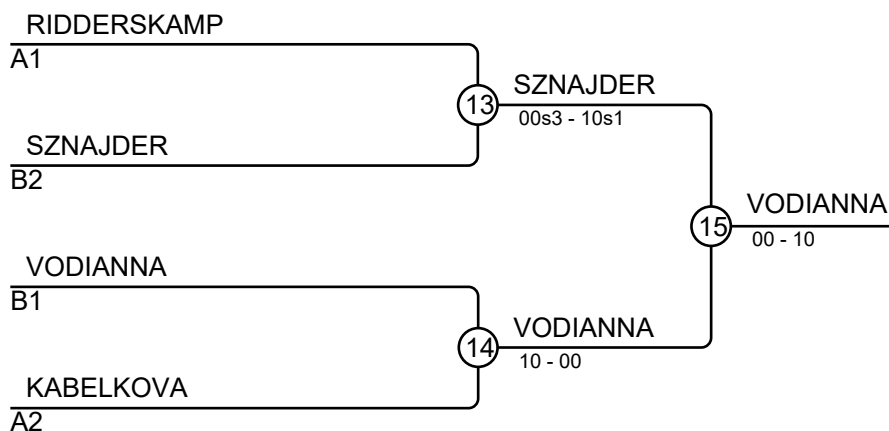 RIDDERSKAMP
A1
13
SZNAJDER
00s3 - 10s1
SZNAJDER
B2
15
VODIANNA
00 - 10
VODIANNA
B1
14
VODIANNA
10 - 00
KABELKOVA
A2